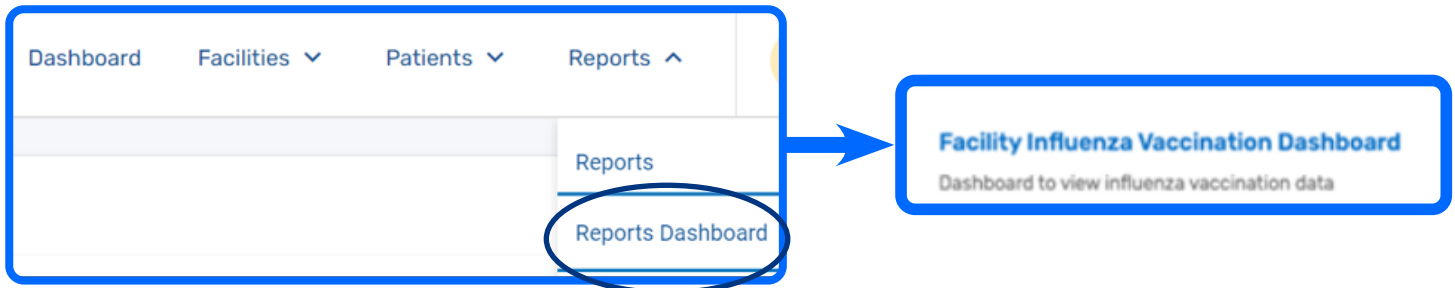 Dashboard Facilities Patients Reports
Reports
Reports Dashboard
Facility Influenza Vaccination Dashboard
Dashboard to view influenza vaccination data